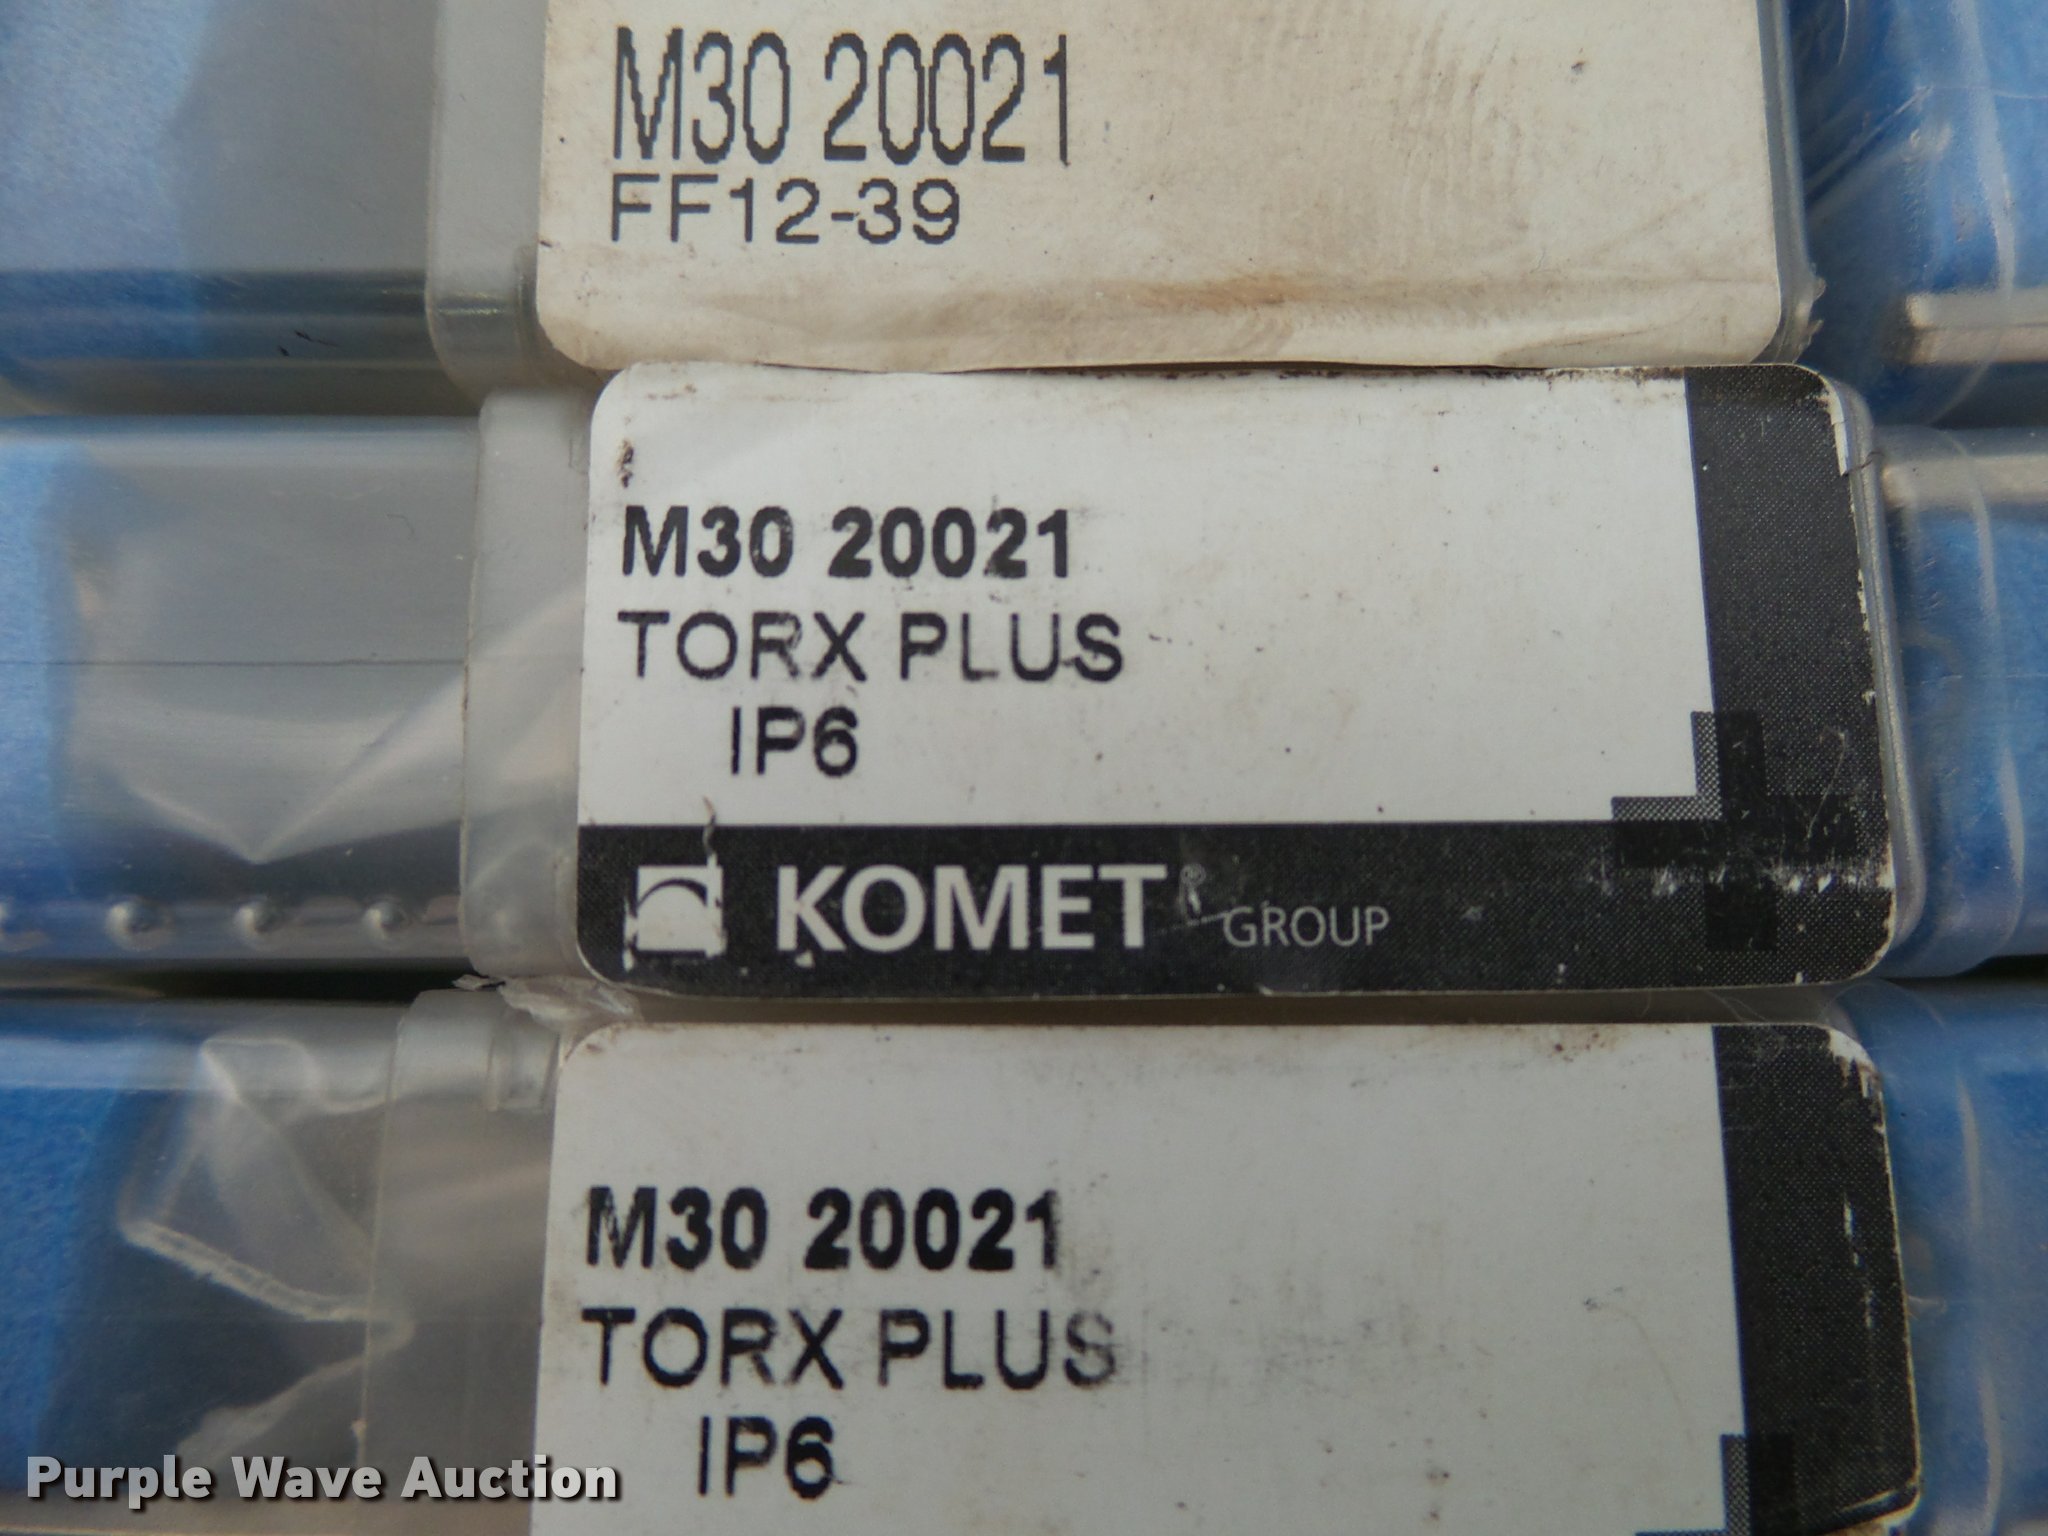 M30 20021
FF12-39
M30 20021
TORX PLUS
IP6
KOMET® GROUP
M30 20021
TORX PLUS
IP6
Purple Wave Auction